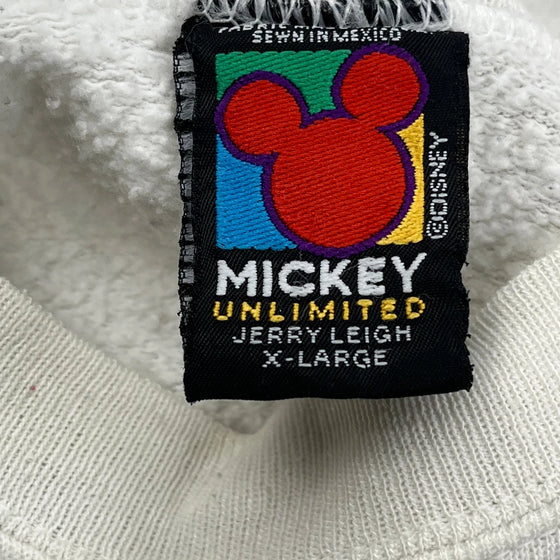 SEWN IN MEXICO
©DISNEY
MICKEY
UNLIMITED
JERRY LEIGH
X-LARGE